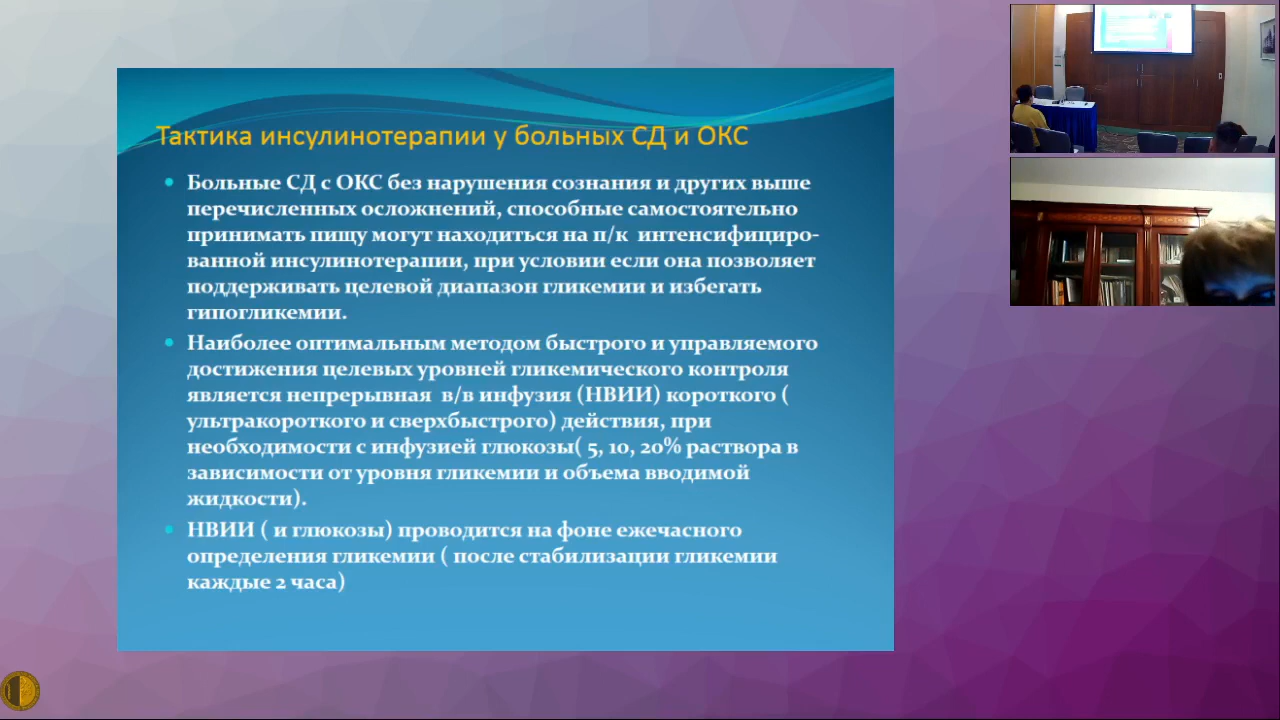 Тактика инсулинотерапии у больных СД и ОКС
• Больные СД с ОКС без нарушения сознания и других выше
перечисленных осложнений, способные самостоятельно
принимать пищу могут находиться на п/к интенсифициро-
ванной инсулинотерапии, при условии если она позволяет
поддерживать целевой диапазон гликемии и избегать
гипогликемии.
• Наиболее оптимальным методом быстрого и управляемого
достижения целевых уровней гликемического контроля
является непрерывная в/в инфузия (НВИИ) короткого (
ультракороткого и сверхбыстрого) действия, при
необходимости с инфузией глюкозы( 5, 10, 20% раствора в
зависимости от уровня гликемии и объема вводимой
жидкости).
• НВИИ ( и глюкозы) проводится на фоне ежечасного
определения гликемии ( после стабилизации гликемии
каждые 2 часа)